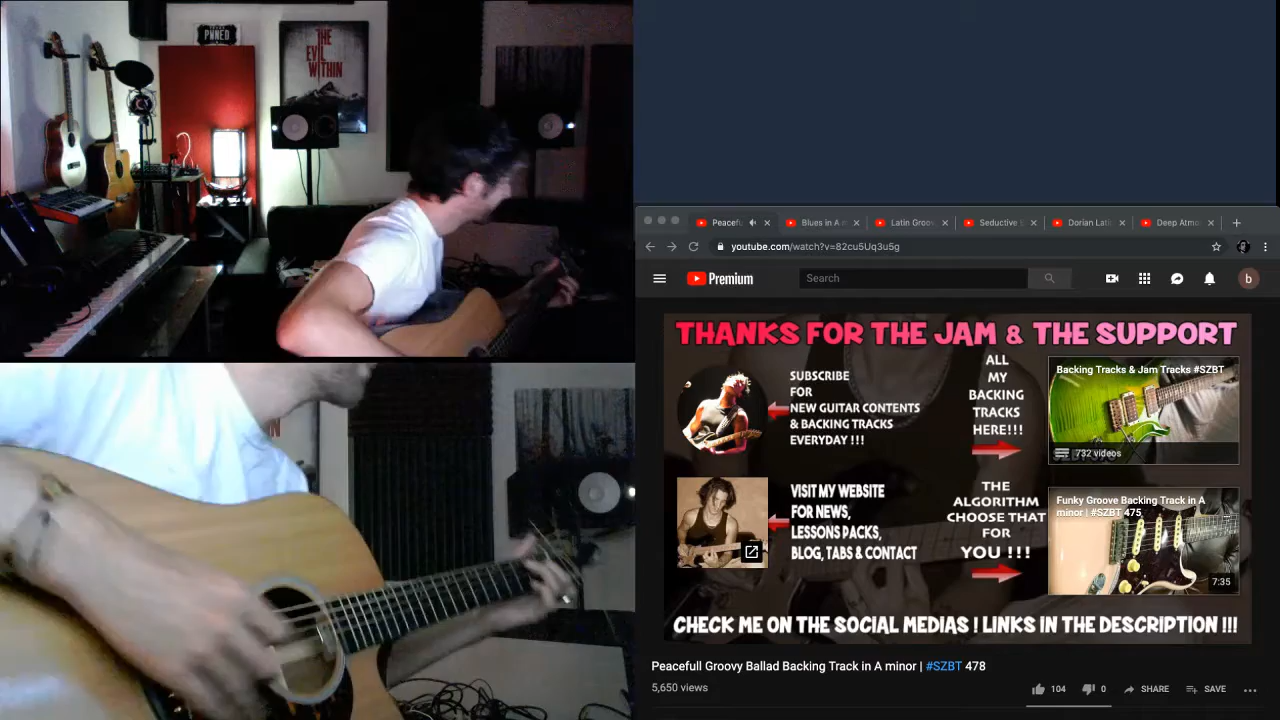 PWNED
THE
EVIL
WITHIN
Peacefu
Blues in A m
Latin Groov
Seductive
Dorian Lati
Deep Atmo
youtube.com/watch?v=82cu5Uq3u5g
Premium
Search
b
THANKS FOR THE JAM & THE SUPPORT
SUBSCRIBE
FOR
NEW GUITAR CONTENTS
& BACKING TRACKS
EVERYDAY !!!
ALL
MY
BACKING
TRACKS
HERE!!!
Backing Tracks & Jam Tracks #SZBT
732 videos
VISIT MY WEBSITE
FOR NEWS,
LESSONS PACKS,
BLOG, TABS & CONTACT
THE
ALGORITHM
CHOOSE THAT
FOR
YOU !!!
Funky Groove Backing Track in A
minor | #SZBT 475
7:35
CHECK ME ON THE SOCIAL MEDIAS ! LINKS IN THE DESCRIPTION !!!
Peacefull Groovy Ballad Backing Track in A minor | #SZBT 478
5,650 views
104
0
SHARE
SAVE